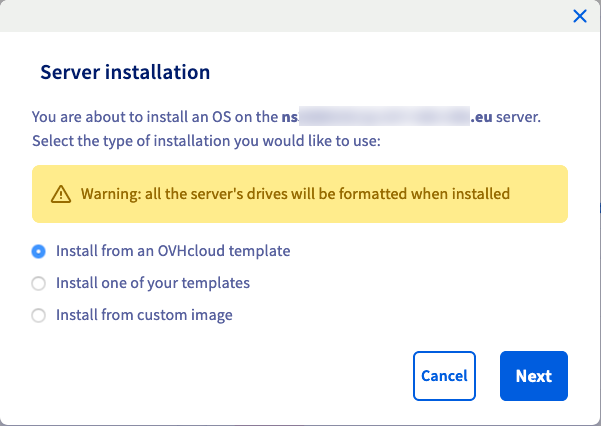 Server installation
You are about to install an OS on the ns .eu server.
Select the type of installation you would like to use:
Warning: all the server's drives will be formatted when installed
Install from an OVHcloud template
Install one of your templates
Install from custom image
Cancel Next